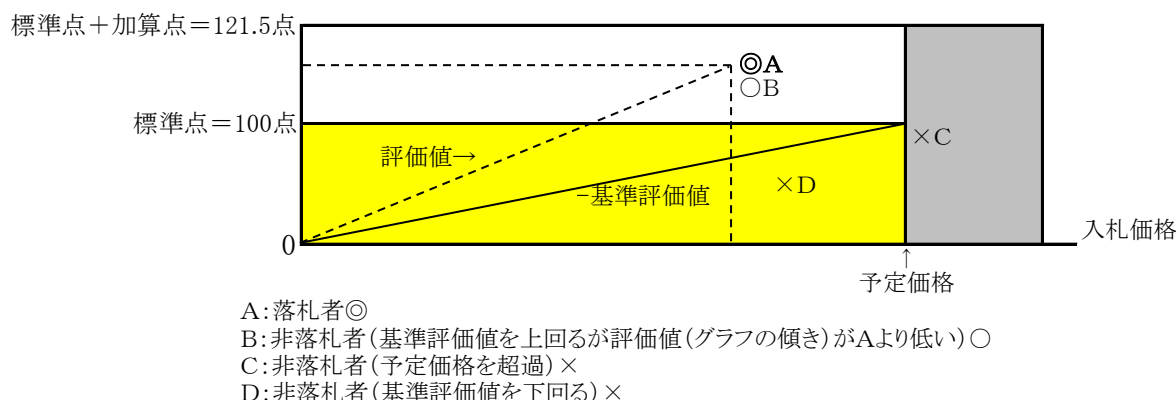 標準点＋加算点＝121.5点
◎A
○B
標準点＝100点
×C
評価値→
×D
−基準評価値
0
入札価格
↑
予定価格
A：落札者◎
B：非落札者（基準評価値を上回るが評価値（グラフの傾き）がAより低い）○
C：非落札者（予定価格を超過）×
D：非落札者（基準評価値を下回る）×